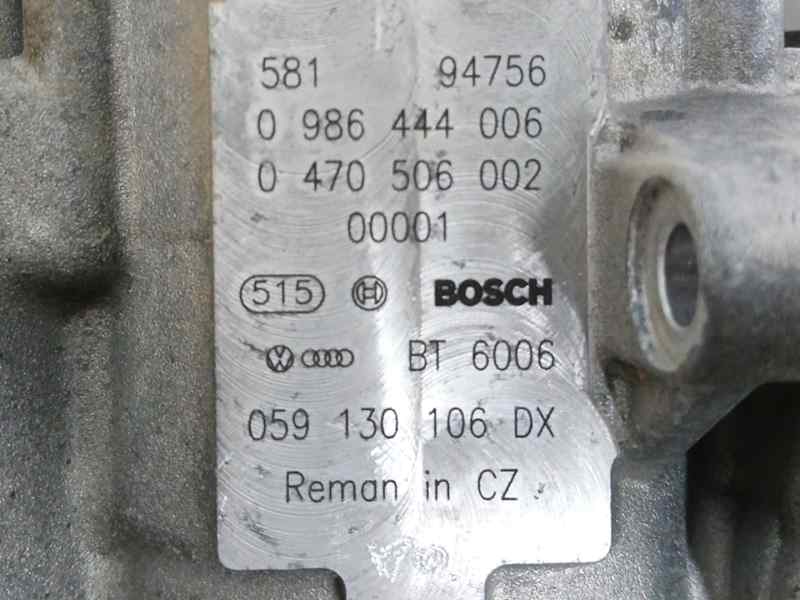 581 94756
0 986 444 006
0 470 506 002
00001
515 BOSCH
BT 6006
059 130 106 DX
Reman in CZ